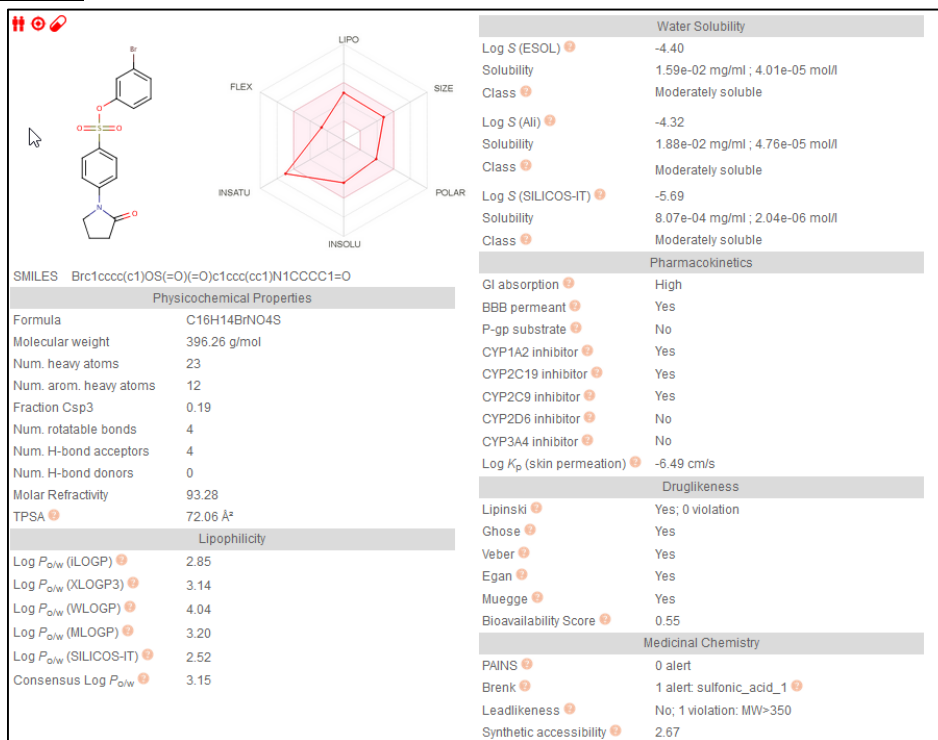 LIPO
FLEX
SIZE
INSATU
POLAR
INSOLU
Br
O
O
S
O
N
O
SMILES Brc1cccc(c1)OS(=O)(=O)c1ccc(cc1)N1CCCC1=O
Physicochemical Properties
Formula C16H14BrNO4S
Molecular weight 396.26 g/mol
Num. heavy atoms 23
Num. arom. heavy atoms 12
Fraction Csp3 0.19
Num. rotatable bonds 4
Num. H-bond acceptors 4
Num. H-bond donors 0
Molar Refractivity 93.28
TPSA ? 72.06 Å²
Lipophilicity
Log Po/w (iLOGP) ? 2.85
Log Po/w (XLOGP3) ? 3.14
Log Po/w (WLOGP) ? 4.04
Log Po/w (MLOGP) ? 3.20
Log Po/w (SILICOS-IT) ? 2.52
Consensus Log Po/w ? 3.15
Water Solubility
Log S (ESOL) ? -4.40
Solubility 1.59e-02 mg/ml ; 4.01e-05 mol/l
Class ? Moderately soluble
Log S (Ali) ? -4.32
Solubility 1.88e-02 mg/ml ; 4.76e-05 mol/l
Class ? Moderately soluble
Log S (SILICOS-IT) ? -5.69
Solubility 8.07e-04 mg/ml ; 2.04e-06 mol/l
Class ? Moderately soluble
Pharmacokinetics
GI absorption ? High
BBB permeant ? Yes
P-gp substrate ? No
CYP1A2 inhibitor ? Yes
CYP2C19 inhibitor ? Yes
CYP2C9 inhibitor ? Yes
CYP2D6 inhibitor ? No
CYP3A4 inhibitor ? No
Log Kp (skin permeation) ? -6.49 cm/s
Druglikeness
Lipinski ? Yes; 0 violation
Ghose ? Yes
Veber ? Yes
Egan ? Yes
Muegge ? Yes
Bioavailability Score ? 0.55
Medicinal Chemistry
PAINS ? 0 alert
Brenk ? 1 alert: sulfonic_acid_1 ?
Leadlikeness ? No; 1 violation: MW>350
Synthetic accessibility ? 2.67